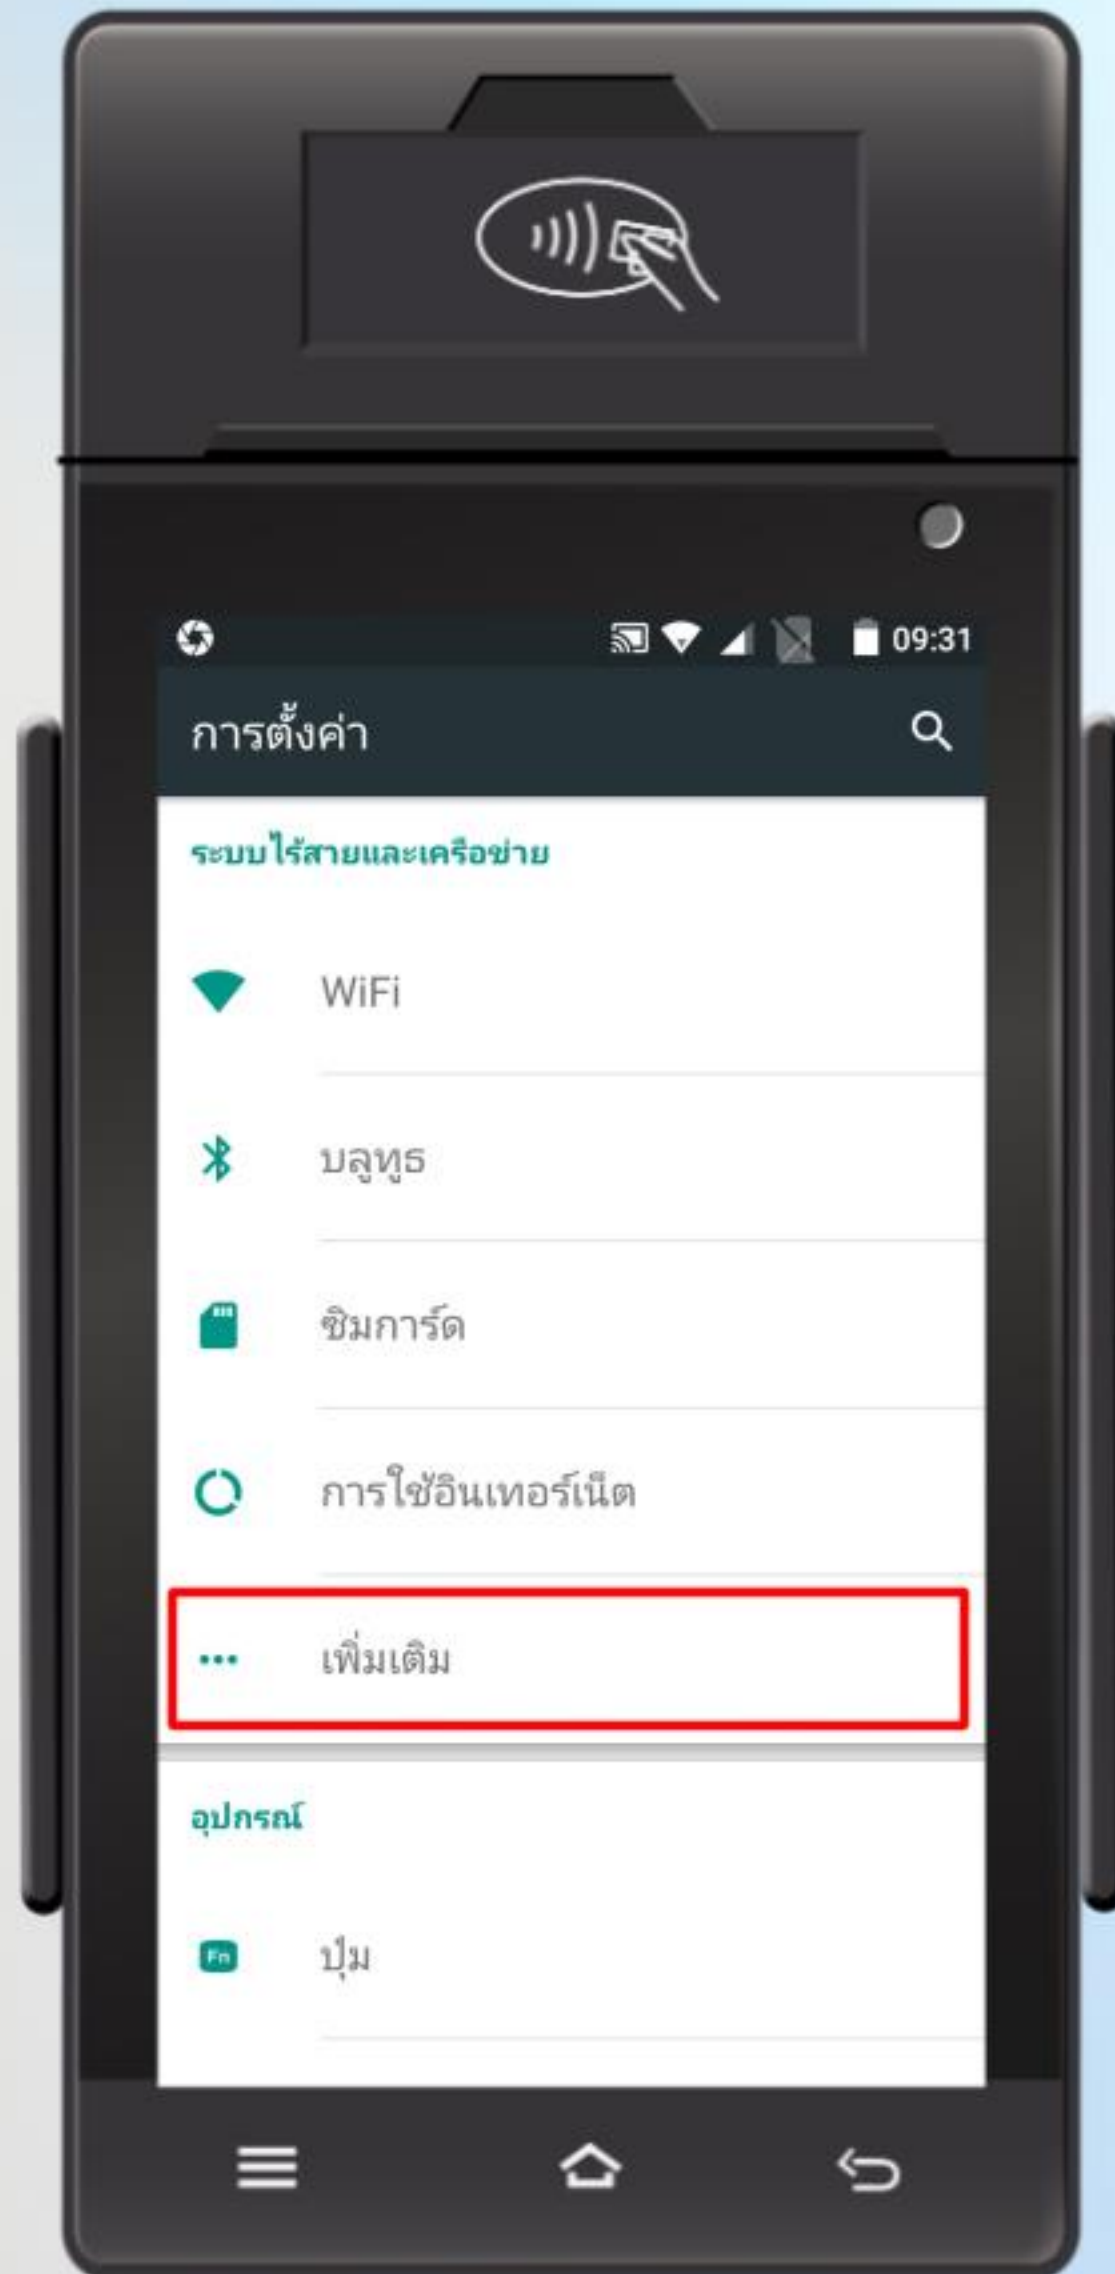 09:31
การตั้งค่า
ระบบไร้สายและเครือข่าย
WiFi
บลูทูธ
ซิมการ์ด
การใช้อินเทอร์เน็ต
เพิ่มเติม
อุปกรณ์
Fn
ปุ่ม